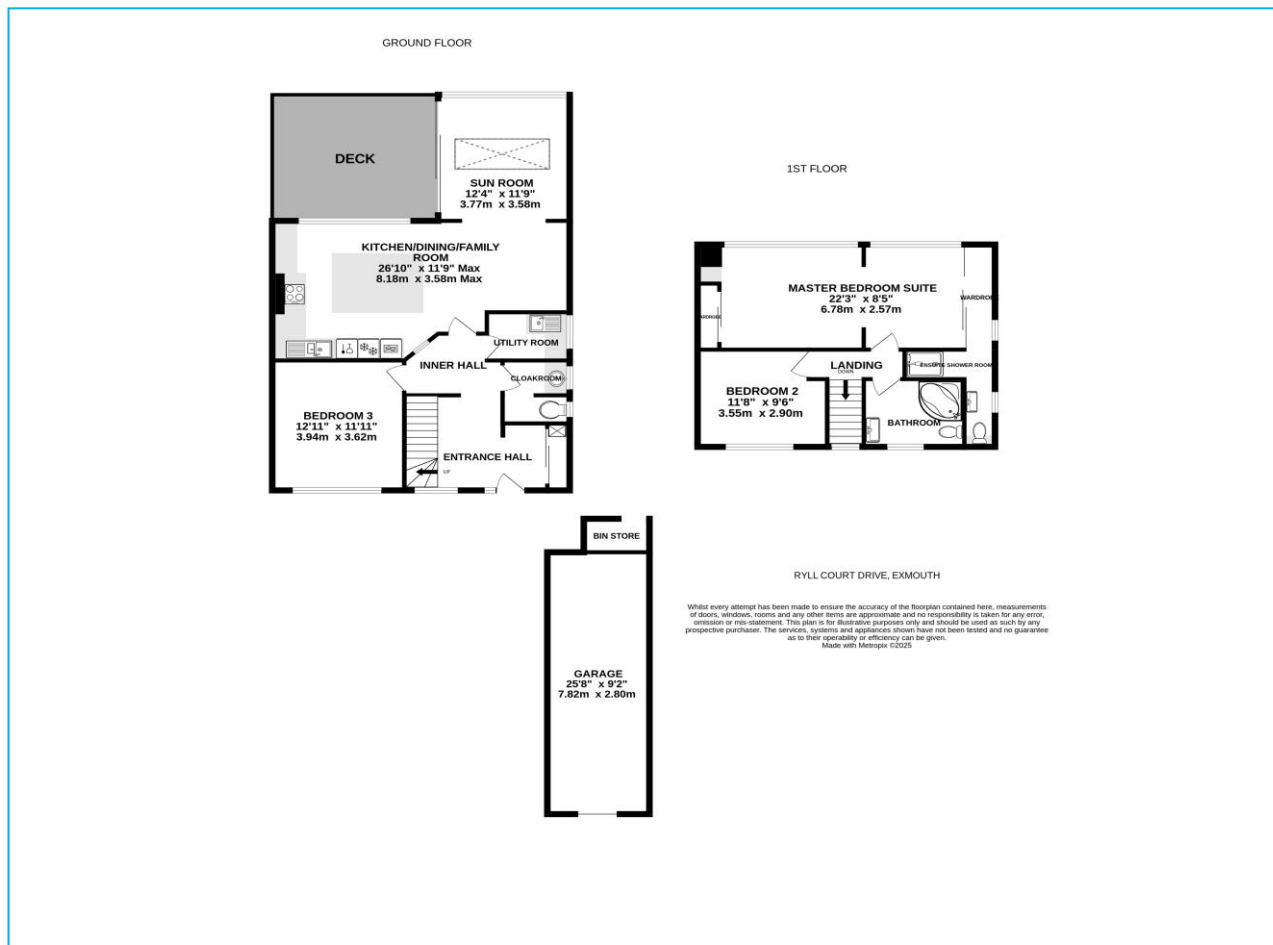 GROUND FLOOR
DECK
SUN ROOM
12'4" x 11'9"
3.77m x 3.58m
KITCHEN/DINING/FAMILY
ROOM
26'10" x 11'9" Max
8.18m x 3.58m Max
UTILITY ROOM
INNER HALL
CLOAKROOM
BEDROOM 3
12'11" x 11'11"
3.94m x 3.62m
ENTRANCE HALL
UP
1ST FLOOR
MASTER BEDROOM SUITE
22'3" x 8'5"
6.78m x 2.57m
WARDROBE
WARDROBE
LANDING
DOWN
ENSUITE SHOWER ROOM
BEDROOM 2
11'8" x 9'6"
3.55m x 2.90m
BATHROOM
BIN STORE
GARAGE
25'8" x 9'2"
7.82m x 2.80m
RYLL COURT DRIVE, EXMOUTH
Whilst every attempt has been made to ensure the accuracy of the floorplan contained here, measurements
of doors, windows, rooms and any other items are approximate and no responsibility is taken for any error,
omission or mis-statement. This plan is for illustrative purposes only and should be used as such by any
prospective purchaser. The services, systems and appliances shown have not been tested and no guarantee
as to their operability or efficiency can be given.
Made with Metropix ©2025